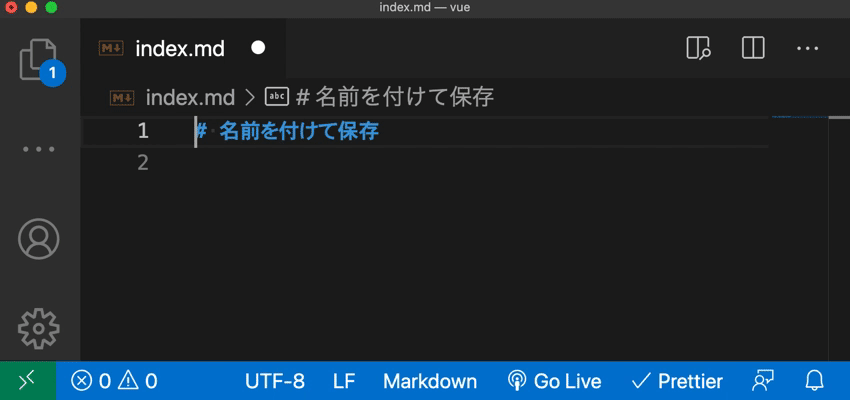 index.md — vue
index.md
index.md > # 名前を付けて保存
1 # 名前を付けて保存
2
1
0 0 UTF-8 LF Markdown Go Live Prettier